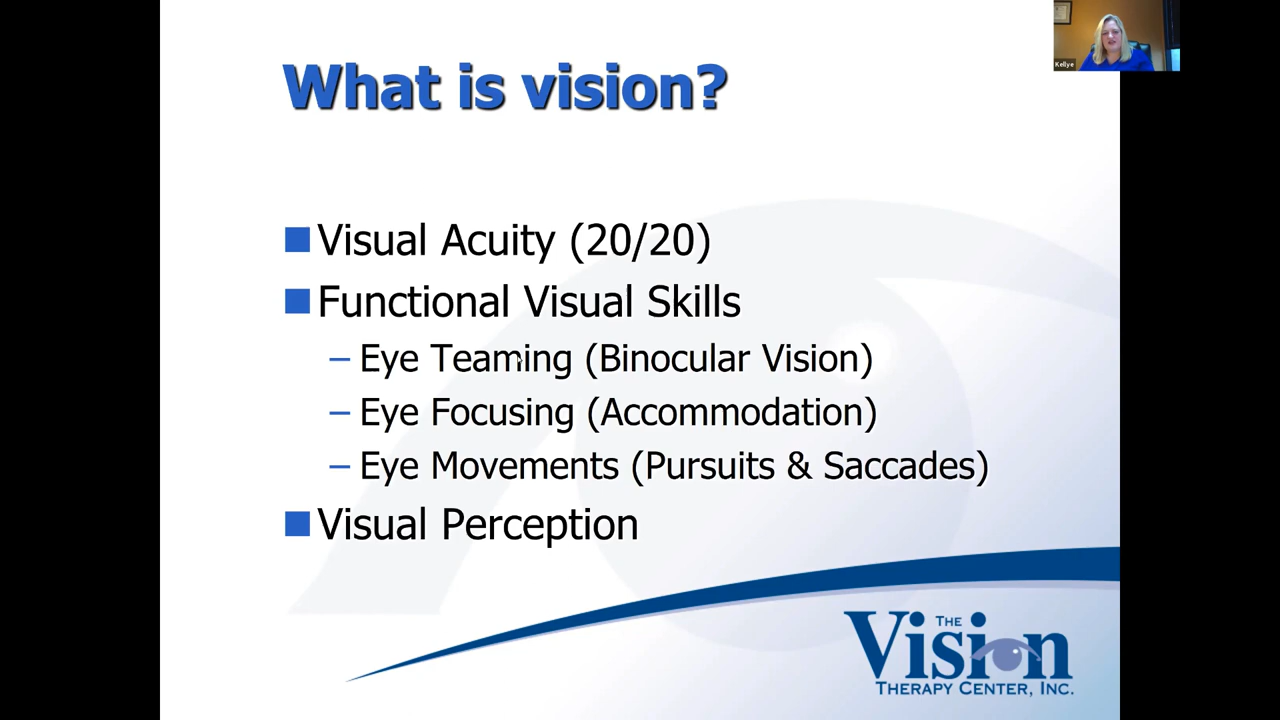 What is vision?
Kellye
Visual Acuity (20/20)
Functional Visual Skills
– Eye Teaming (Binocular Vision)
– Eye Focusing (Accommodation)
– Eye Movements (Pursuits & Saccades)
Visual Perception
THE
Vision
THERAPY CENTER, INC.